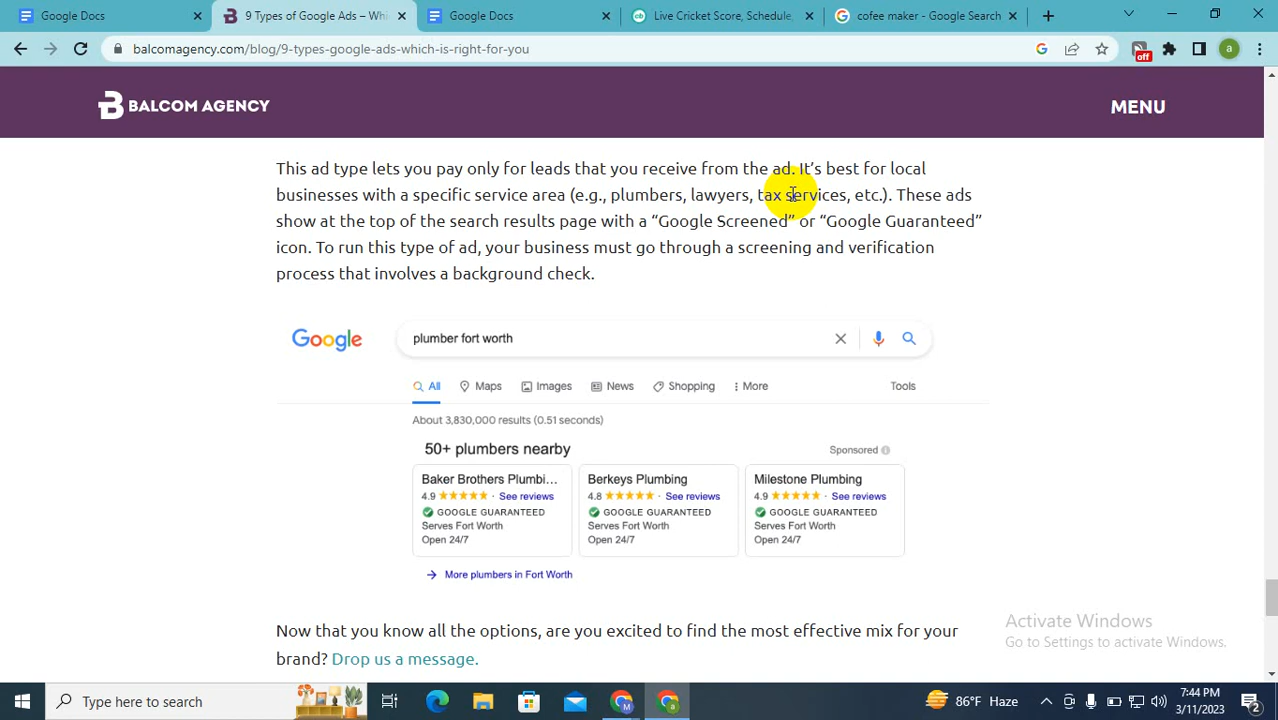 Google Docs
9 Types of Google Ads – Whi
Google Docs
Live Cricket Score, Schedule,
cofee maker - Google Search
balcomagency.com/blog/9-types-google-ads-which-is-right-for-you
a
off
BALCOM AGENCY
MENU
This ad type lets you pay only for leads that you receive from the ad. It’s best for local
businesses with a specific service area (e.g., plumbers, lawyers, tax services, etc.). These ads
show at the top of the search results page with a “Google Screened” or “Google Guaranteed”
icon. To run this type of ad, your business must go through a screening and verification
process that involves a background check.
Google
plumber fort worth
All
Maps
Images
News
Shopping
More
Tools
About 3,830,000 results (0.51 seconds)
50+ plumbers nearby
Sponsored
Baker Brothers Plumbi...
4.9 · See reviews
GOOGLE GUARANTEED
Serves Fort Worth
Open 24/7
Berkeys Plumbing
4.8 · See reviews
GOOGLE GUARANTEED
Serves Fort Worth
Open 24/7
Milestone Plumbing
4.9 · See reviews
GOOGLE GUARANTEED
Serves Fort Worth
Open 24/7
More plumbers in Fort Worth
Now that you know all the options, are you excited to find the most effective mix for your
brand? Drop us a message.
Activate Windows
Go to Settings to activate Windows.
Type here to search
M
a
86°F Haze
7:44 PM
3/11/2023
2